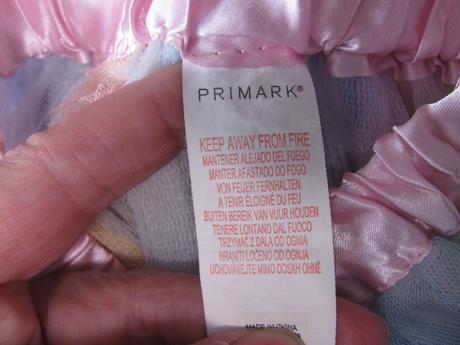 PRIMARK®
KEEP AWAY FROM FIRE
MANTENER ALEJADO DEL FUEGO
MANTER AFASTADO DO FOGO
VON FEUER FERNHALTEN
A TENIR ÉLOIGNÉ DU FEU
BUITEN BEREIK VAN VUUR HOUDEN
TENERE LONTANO DAL FUOCO
TRZYMAĆ Z DALA OD OGNIA
HRANITI LOČENO OD OGNJA
UCHOVÁVEJTE MIMO DOSAH OHNĚ
MADE IN CHINA